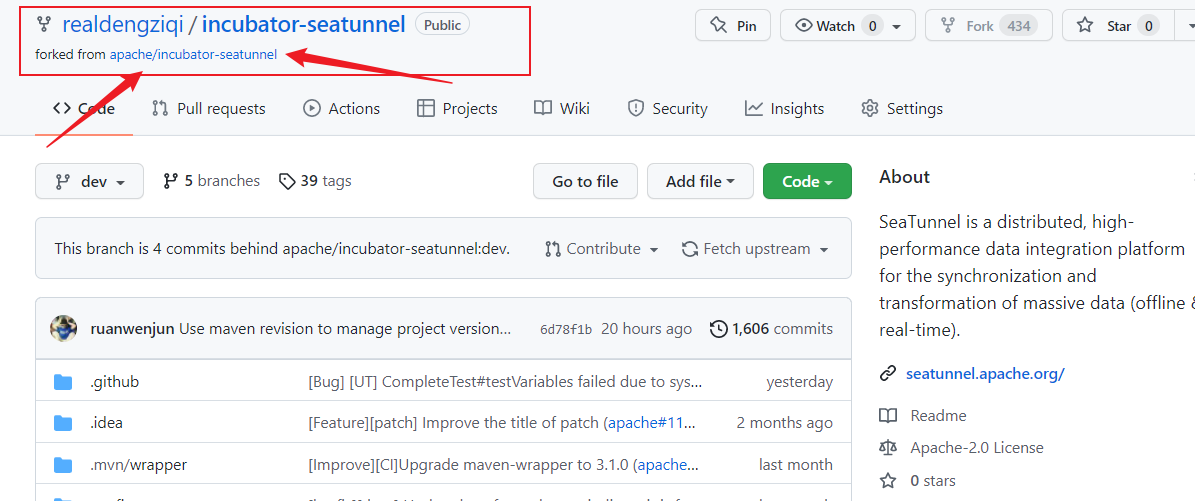 realdengziqi / incubator-seatunnel Public
Pin Watch 0 Fork 434 Star 0
forked from apache/incubator-seatunnel
Code Pull requests Actions Projects Wiki Security Insights Settings
dev 5 branches 39 tags Go to file Add file Code
This branch is 4 commits behind apache/incubator-seatunnel:dev. Contribute Fetch upstream
ruanwenjun Use maven revision to manage project version... 6d78f1b 20 hours ago 1,606 commits
.github [Bug] [UT] CompleteTest#testVariables failed due to sys... yesterday
.idea [Feature][patch] Improve the title of patch (apache#11... 2 months ago
.mvn/wrapper [Improve][CI]Upgrade maven-wrapper to 3.1.0 (apache... last month
About
SeaTunnel is a distributed, high-
performance data integration platform
for the synchronization and
transformation of massive data (offline &
real-time).
seatunnel.apache.org/
Readme
Apache-2.0 License
0 stars